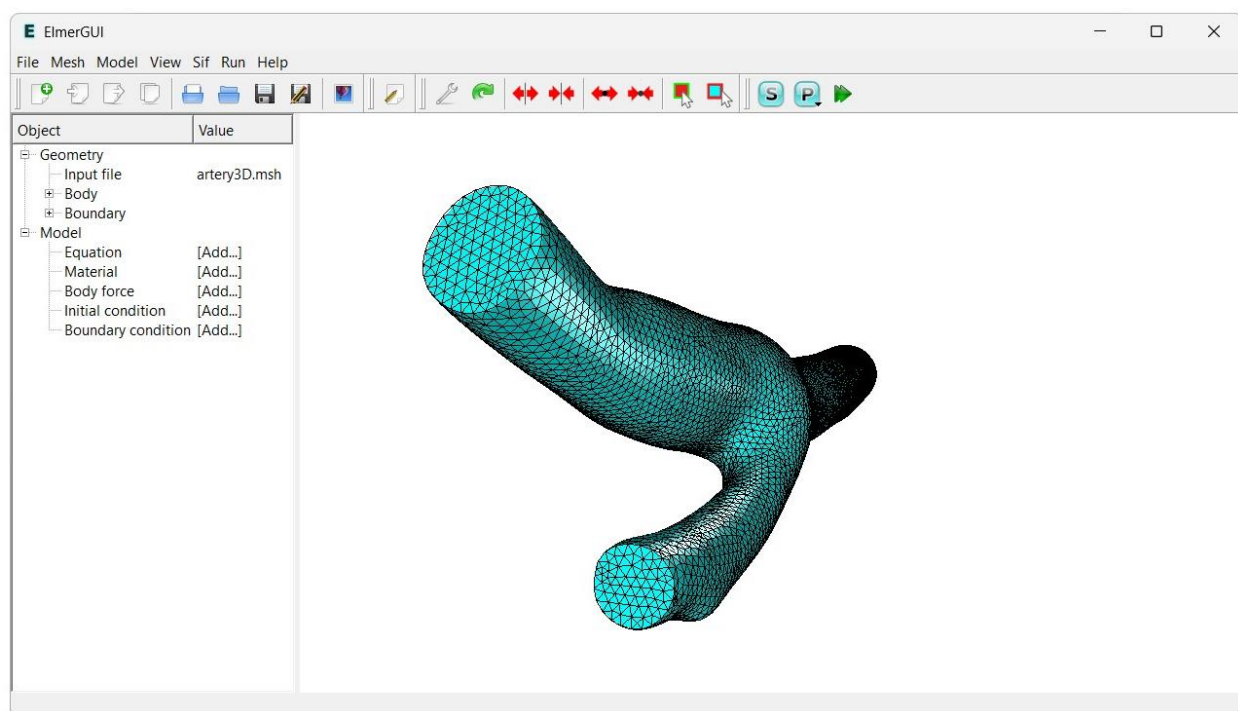 E ElmerGUI
File Mesh Model View Sif Run Help
S P
Object Value
Geometry
Input file artery3D.msh
Body
Boundary
Model
Equation [Add...]
Material [Add...]
Body force [Add...]
Initial condition [Add...]
Boundary condition [Add...]